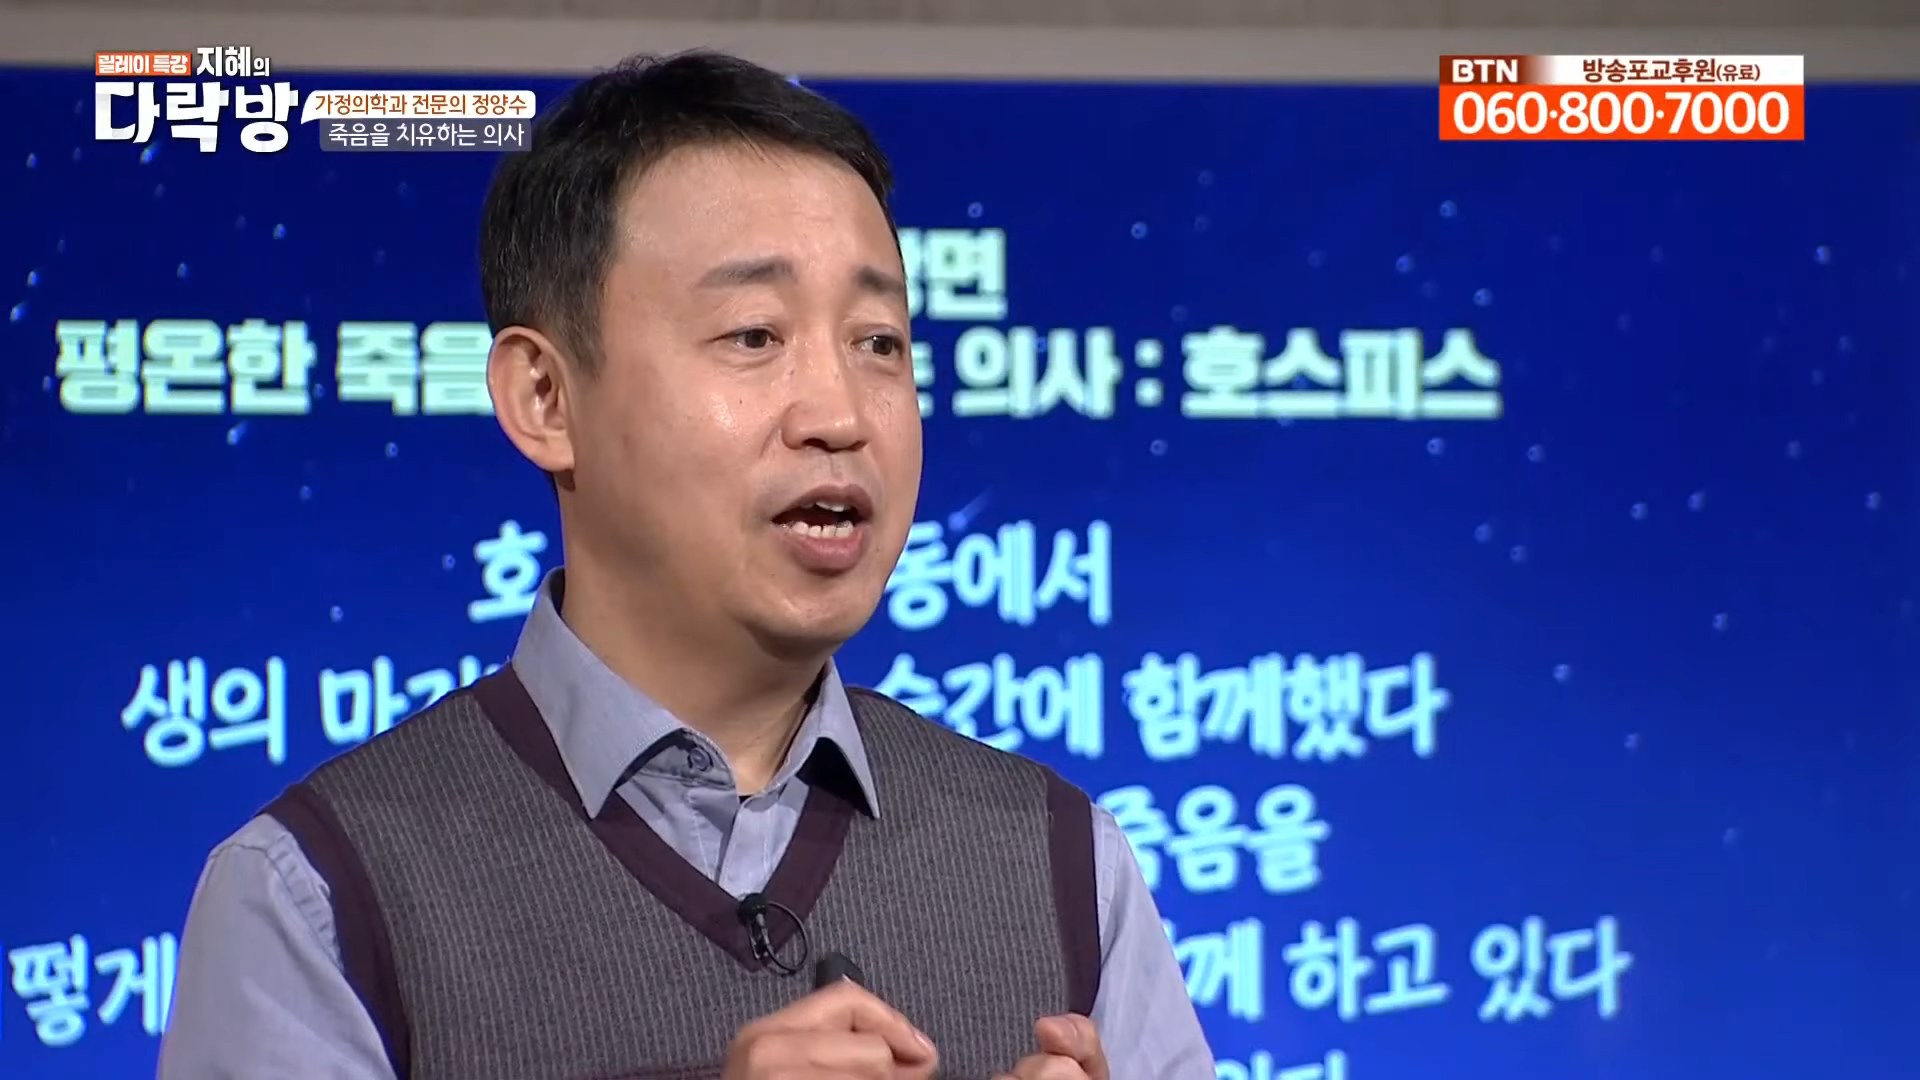 릴레이 특강 지혜의
다락방
가정의학과 전문의 정양수
죽음을 치유하는 의사
BTN 방송포교후원(유료)
060·800·7000
면
평온한 죽음 의사 : 호스피스
호 동에서
생의 마 순간에 함께했다
죽음을
떻게 께 하고 있다